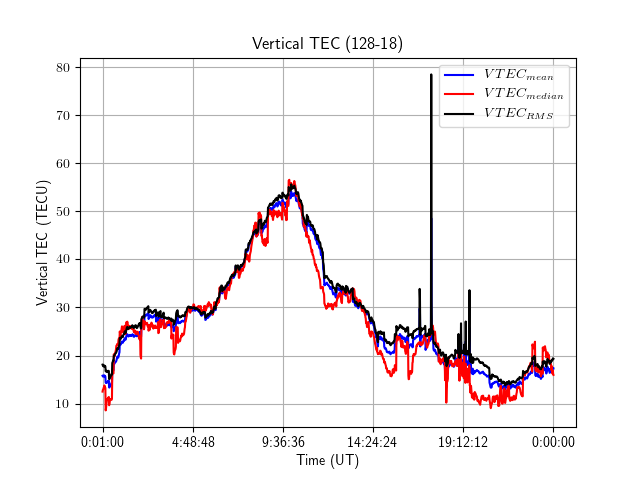 Vertical TEC (128-18)
80
70
60
50
40
30
20
10
Vertical TEC (TECU)
VTEC_mean
VTEC_median
VTEC_RMS
0:01:00 4:48:48 9:36:36 14:24:24 19:12:12 0:00:00
Time (UT)